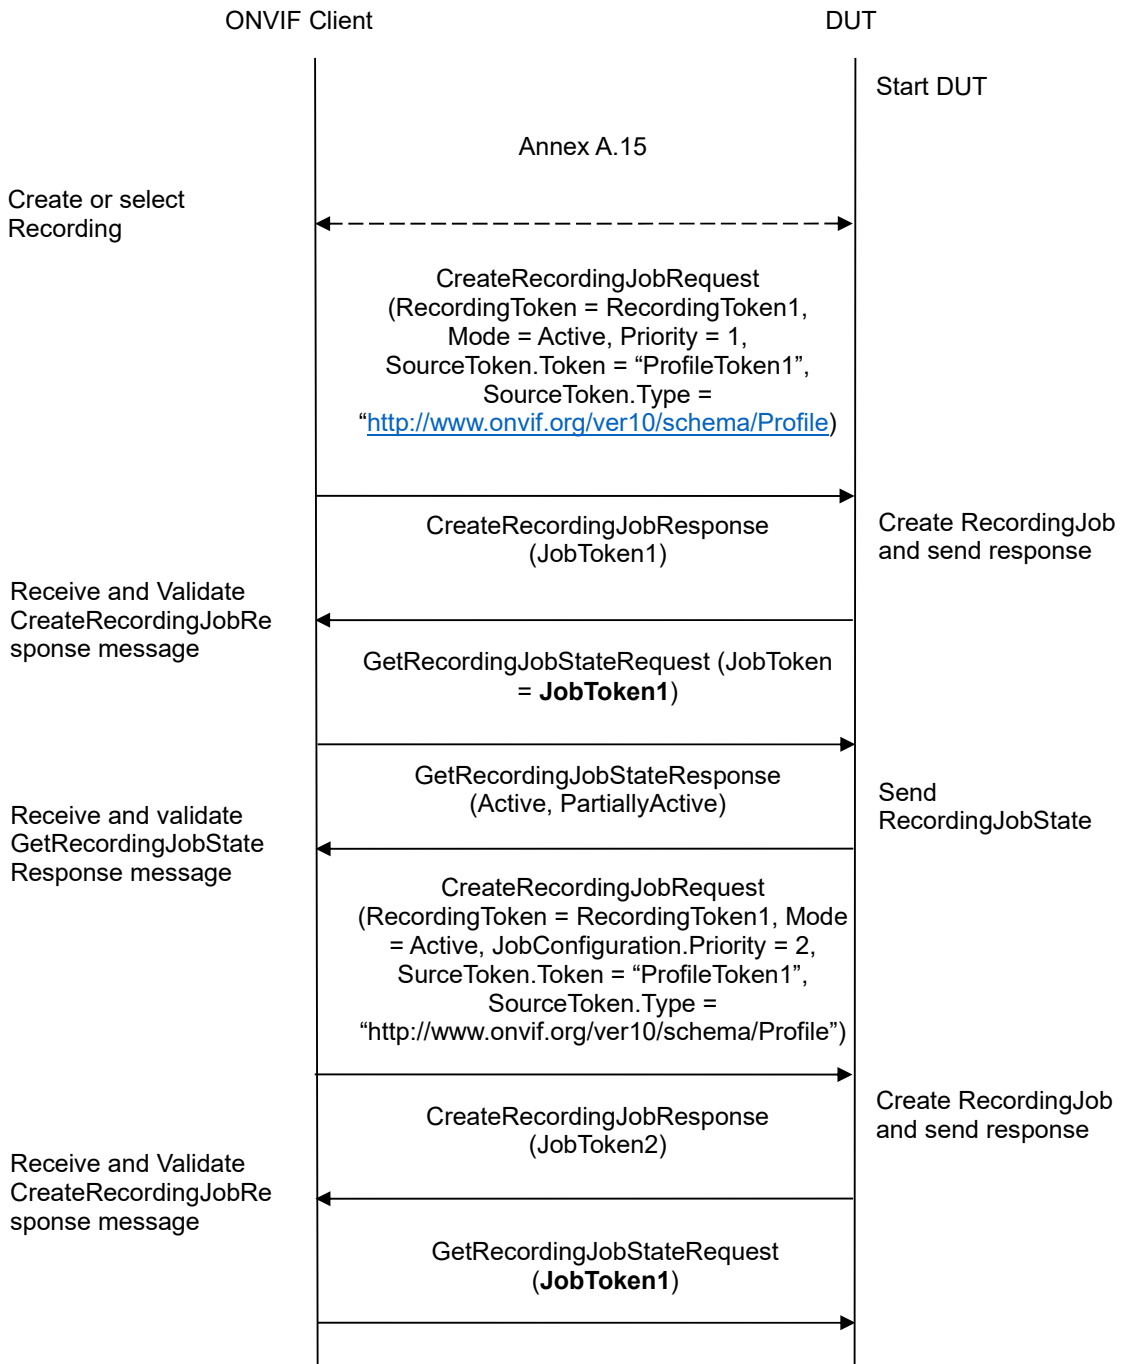 ONVIF Client
DUT
Start DUT
Annex A.15
Create or select
Recording
CreateRecordingJobRequest
(RecordingToken = RecordingToken1,
Mode = Active, Priority = 1,
SourceToken.Token = “ProfileToken1”,
SourceToken.Type =
“http://www.onvif.org/ver10/schema/Profile)
CreateRecordingJobResponse
(JobToken1)
Create RecordingJob
and send response
Receive and Validate
CreateRecordingJobRe
sponse message
GetRecordingJobStateRequest (JobToken
= JobToken1)
GetRecordingJobStateResponse
(Active, PartiallyActive)
Send
RecordingJobState
Receive and validate
GetRecordingJobState
Response message
CreateRecordingJobRequest
(RecordingToken = RecordingToken1, Mode
= Active, JobConfiguration.Priority = 2,
SurceToken.Token = “ProfileToken1”,
SourceToken.Type =
“http://www.onvif.org/ver10/schema/Profile”)
CreateRecordingJobResponse
(JobToken2)
Create RecordingJob
and send response
Receive and Validate
CreateRecordingJobRe
sponse message
GetRecordingJobStateRequest
(JobToken1)